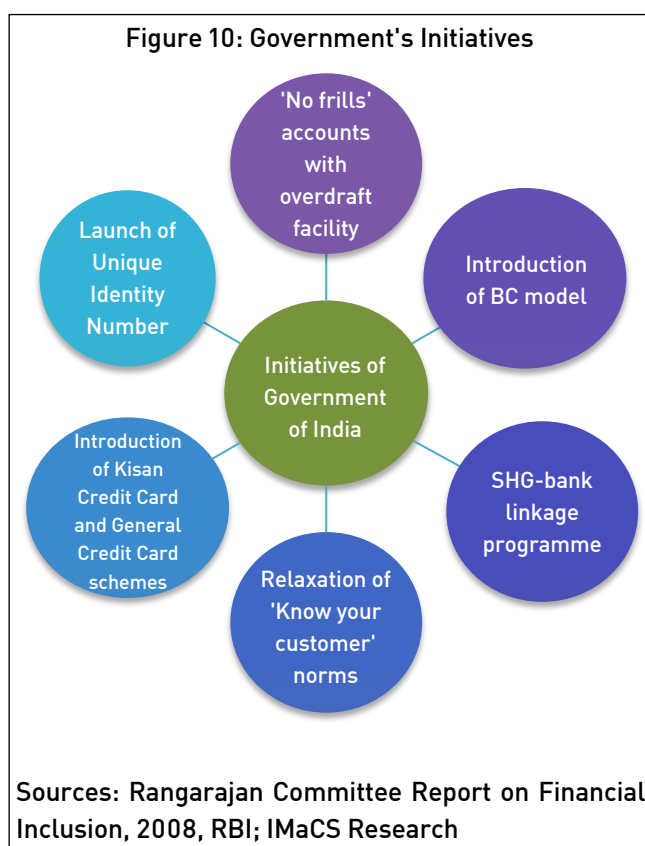 Figure 10: Government's Initiatives
'No frills'
accounts
with
overdraft
facility
Introduction
of BC model
SHG-bank
linkage
programme
Relaxation of
'Know your
customer'
norms
Introduction
of Kisan
Credit Card
and General
Credit Card
schemes
Launch of
Unique
Identity
Number
Initiatives of
Government
of India
Sources: Rangarajan Committee Report on Financial
Inclusion, 2008, RBI; IMaCS Research